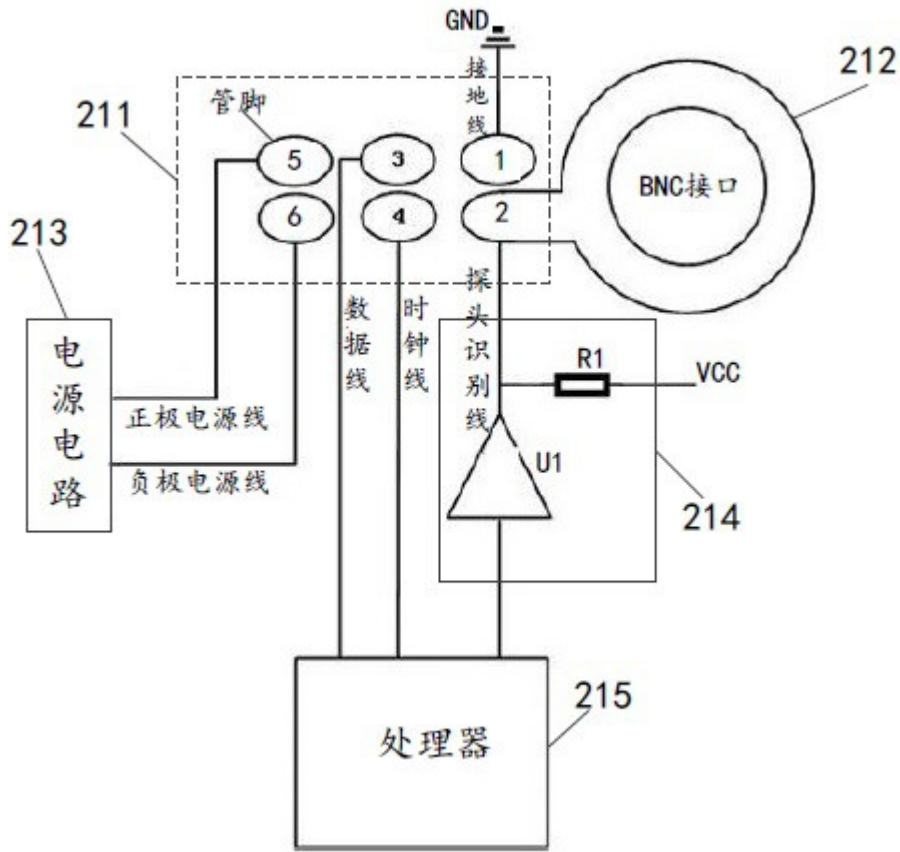 GND
接地线
212
211
管脚
5
3
1
BNC接口
6
4
2
213
探头识别线
数据线
时钟线
R1
VCC
电源电路
正极电源线
U1
负极电源线
214
215
处理器